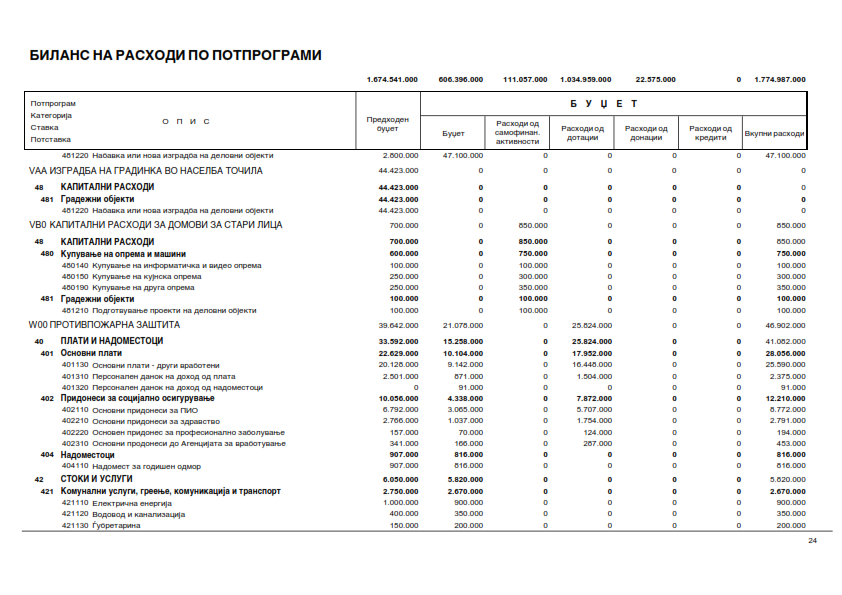 БИЛАНС НА РАСХОДИ ПО ПОТПРОГРАМИ
1.674.541.000 606.396.000 111.057.000 1.034.959.000 22.575.000 0 1.774.987.000
Потпрограм
Категорија
Ставка
Потставка
О П И С
Предходен буџет
Б У Џ Е Т
Буџет
Расходи од самофинан. активности
Расходи од дотации
Расходи од донации
Расходи од кредити
Вкупни расходи
481220 Набавка или нова изградба на деловни објекти 2.800.000 47.100.000 0 0 0 0 47.100.000
VAA ИЗГРАДБА НА ГРАДИНКА ВО НАСЕЛБА ТОЧИЛА 44.423.000 0 0 0 0 0 0
48 КАПИТАЛНИ РАСХОДИ 44.423.000 0 0 0 0 0 0
481 Градежни објекти 44.423.000 0 0 0 0 0 0
481220 Набавка или нова изградба на деловни објекти 44.423.000 0 0 0 0 0 0
VB0 КАПИТАЛНИ РАСХОДИ ЗА ДОМОВИ ЗА СТАРИ ЛИЦА 700.000 0 850.000 0 0 0 850.000
48 КАПИТАЛНИ РАСХОДИ 700.000 0 850.000 0 0 0 850.000
480 Купување на опрема и машини 600.000 0 750.000 0 0 0 750.000
480140 Купување на информатичка и видео опрема 100.000 0 100.000 0 0 0 100.000
480150 Купување на кујнска опрема 250.000 0 300.000 0 0 0 300.000
480190 Купување на друга опрема 250.000 0 350.000 0 0 0 350.000
481 Градежни објекти 100.000 0 100.000 0 0 0 100.000
481210 Подготвување проекти на деловни објекти 100.000 0 100.000 0 0 0 100.000
W00 ПРОТИВПОЖАРНА ЗАШТИТА 39.642.000 21.078.000 0 25.824.000 0 0 46.902.000
40 ПЛАТИ И НАДОМЕСТОЦИ 33.592.000 15.258.000 0 25.824.000 0 0 41.082.000
401 Основни плати 22.629.000 10.104.000 0 17.952.000 0 0 28.056.000
401130 Основни плати - други вработени 20.128.000 9.142.000 0 16.448.000 0 0 25.590.000
401310 Персонален данок на доход од плата 2.501.000 871.000 0 1.504.000 0 0 2.375.000
401320 Персонален данок на доход од надоместоци 0 91.000 0 0 0 0 91.000
402 Придонеси за социјално осигурување 10.056.000 4.338.000 0 7.872.000 0 0 12.210.000
402110 Основни придонеси за ПИО 6.792.000 3.065.000 0 5.707.000 0 0 8.772.000
402210 Основни придонеси за здравство 2.766.000 1.037.000 0 1.754.000 0 0 2.791.000
402220 Основен придонес за професионално заболување 157.000 70.000 0 124.000 0 0 194.000
402310 Основни продонеси до Агенцијата за вработување 341.000 166.000 0 287.000 0 0 453.000
404 Надоместоци 907.000 816.000 0 0 0 0 816.000
404110 Надомест за годишен одмор 907.000 816.000 0 0 0 0 816.000
42 СТОКИ И УСЛУГИ 6.050.000 5.820.000 0 0 0 0 5.820.000
421 Комунални услуги, греење, комуникација и транспорт 2.750.000 2.670.000 0 0 0 0 2.670.000
421110 Електрична енергија 1.000.000 900.000 0 0 0 0 900.000
421120 Водовод и канализација 400.000 350.000 0 0 0 0 350.000
421130 Ѓубретарина 150.000 200.000 0 0 0 0 200.000
24